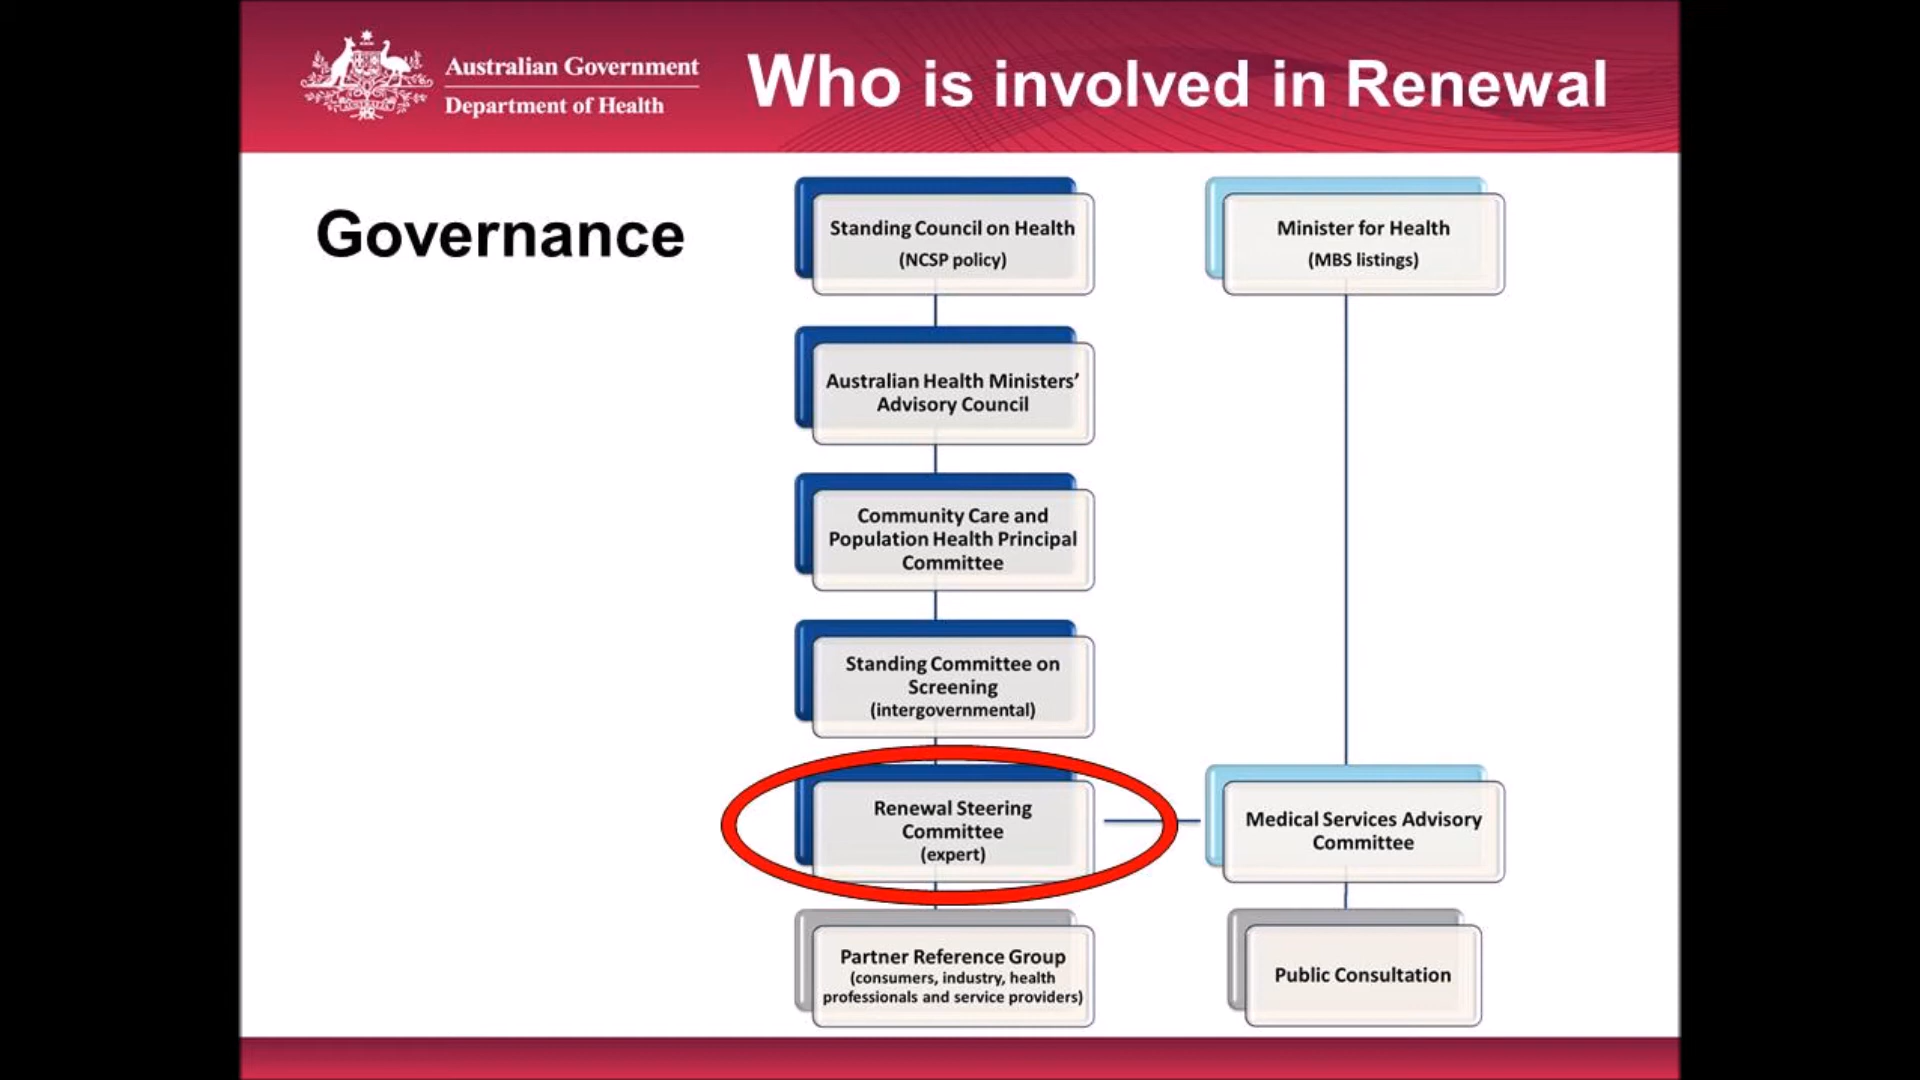 Australian Government
Department of Health
Who is involved in Renewal
Governance
Standing Council on Health
(NCSP policy)
Minister for Health
(MBS listings)
Australian Health Ministers’
Advisory Council
Community Care and
Population Health Principal
Committee
Standing Committee on
Screening
(intergovernmental)
Renewal Steering
Committee
(expert)
Medical Services Advisory
Committee
Partner Reference Group
(consumers, industry, health
professionals and service providers)
Public Consultation